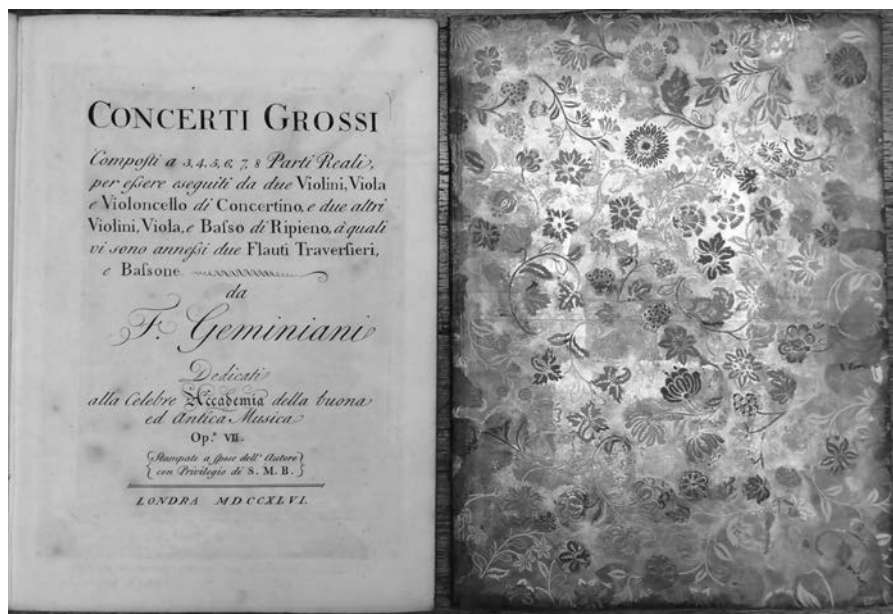 CONCERTI GROSSI
Compoſti a 3, 4, 5, 6, 7, 8 Parti Reali,
per eſsere eseguiti da due Violini, Viola
e Violoncello di Concertino, e due altri
Violini, Viola, e Baſso di Ripieno, à quali
vi sono anneſsi due Flauti Traverſieri,
e Baſsone.
da
F. Geminiani
Dedicati
alla Celebre Accademia della buona
ed Antica Musica
Op.ª VII.
Stampate a ſpese dell' Autore
con Privilegio di S. M. B.
LONDRA MDCCXLVI.